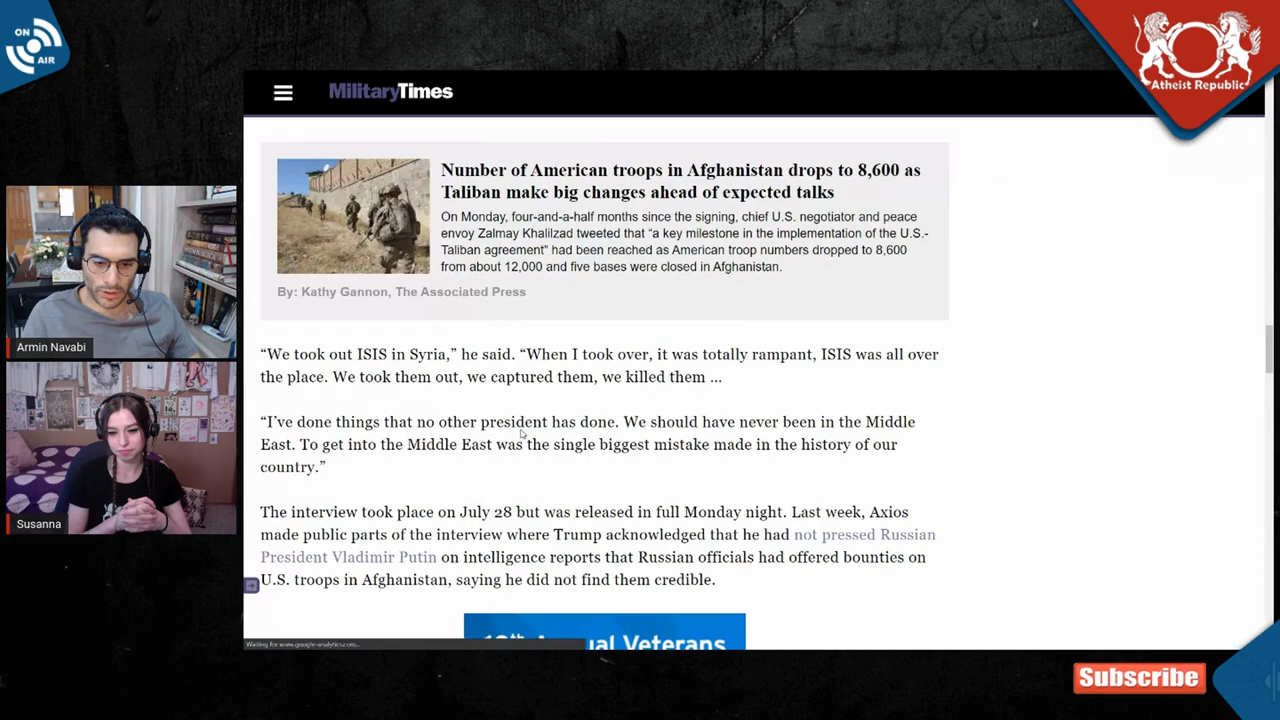 ON
AIR
Atheist Republic
MilitaryTimes
Number of American troops in Afghanistan drops to 8,600 as
Taliban make big changes ahead of expected talks
On Monday, four-and-a-half months since the signing, chief U.S. negotiator and peace
envoy Zalmay Khalilzad tweeted that “a key milestone in the implementation of the U.S.-
Taliban agreement” had been reached as American troop numbers dropped to 8,600
from about 12,000 and five bases were closed in Afghanistan.
By: Kathy Gannon, The Associated Press
Armin Navabi
“We took out ISIS in Syria,” he said. “When I took over, it was totally rampant, ISIS was all over
the place. We took them out, we captured them, we killed them ...
“I’ve done things that no other president has done. We should have never been in the Middle
East. To get into the Middle East was the single biggest mistake made in the history of our
country.”
Susanna
The interview took place on July 28 but was released in full Monday night. Last week, Axios
made public parts of the interview where Trump acknowledged that he had not pressed Russian
President Vladimir Putin on intelligence reports that Russian officials had offered bounties on
U.S. troops in Afghanistan, saying he did not find them credible.
Veterans
Waiting for www.google-analytics.com...
Subscribe